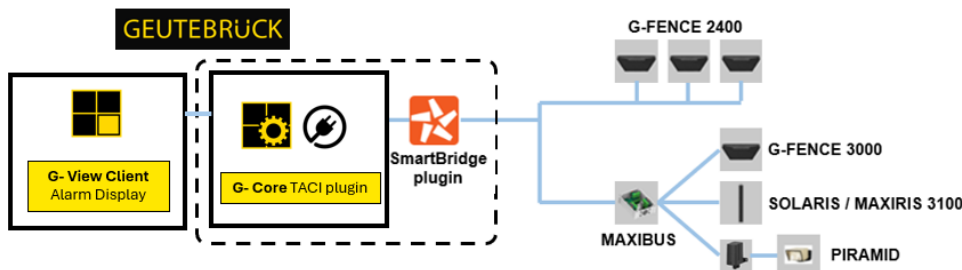 GEUTEBRÜCK
G-FENCE 2400
G- View Client
Alarm Display
G- Core TACI plugin
SmartBridge
plugin
G-FENCE 3000
SOLARIS / MAXIRIS 3100
MAXIBUS
PIRAMID